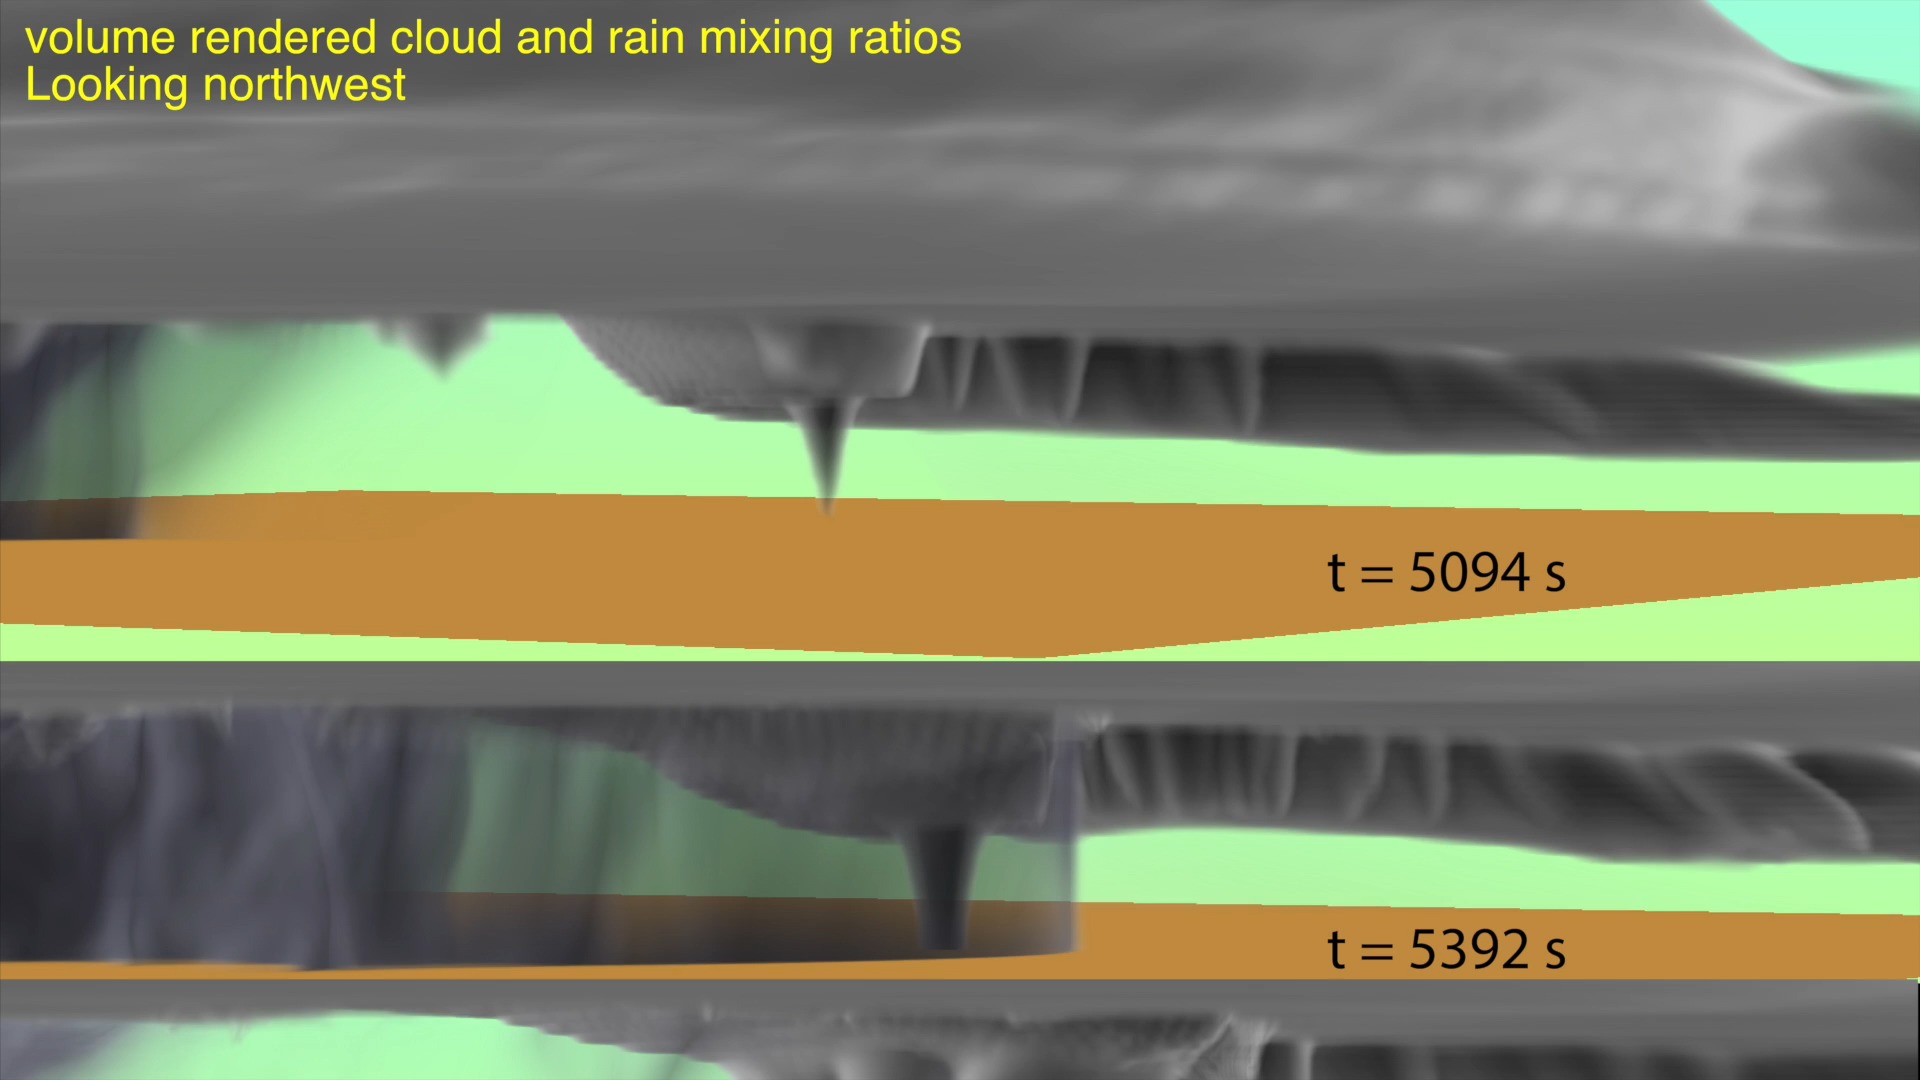 volume rendered cloud and rain mixing ratios
Looking northwest
t = 5094 s
t = 5392 s